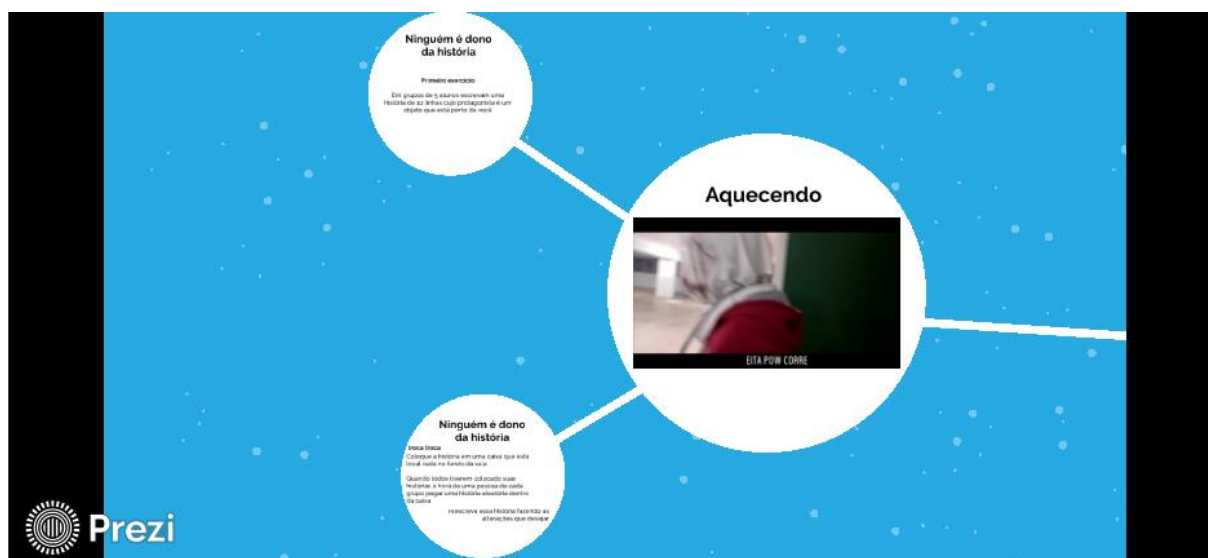 Ninguém é dono
da história
Primeiro exercício
Em grupos de 5 alunos escrevam uma
história de 20 linhas cujo protagonista é um
objeto que está perto de você
Aquecendo
EITA POW CORRE
Ninguém é dono
da história
troca troca
Coloque a história em uma caixa que está
localizada no fundo da sala
Quando todos tiverem colocado suas
histórias é hora de uma pessoa de cada
grupo pegar uma história aleatória dentro
da caixa
reescreva essa história fazendo as
alterações que desejar
Prezi